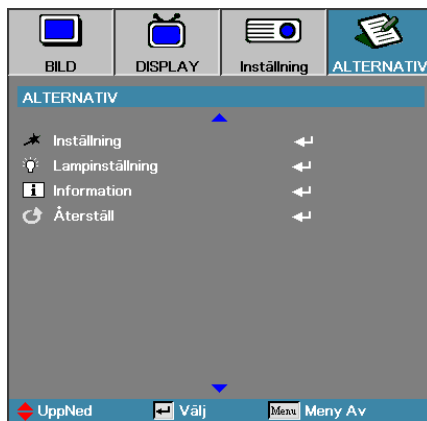 BILD DISPLAY Inställning ALTERNATIV
ALTERNATIV
Inställning
Lampinställning
Information
Återställ
UppNed Välj Menu Meny Av